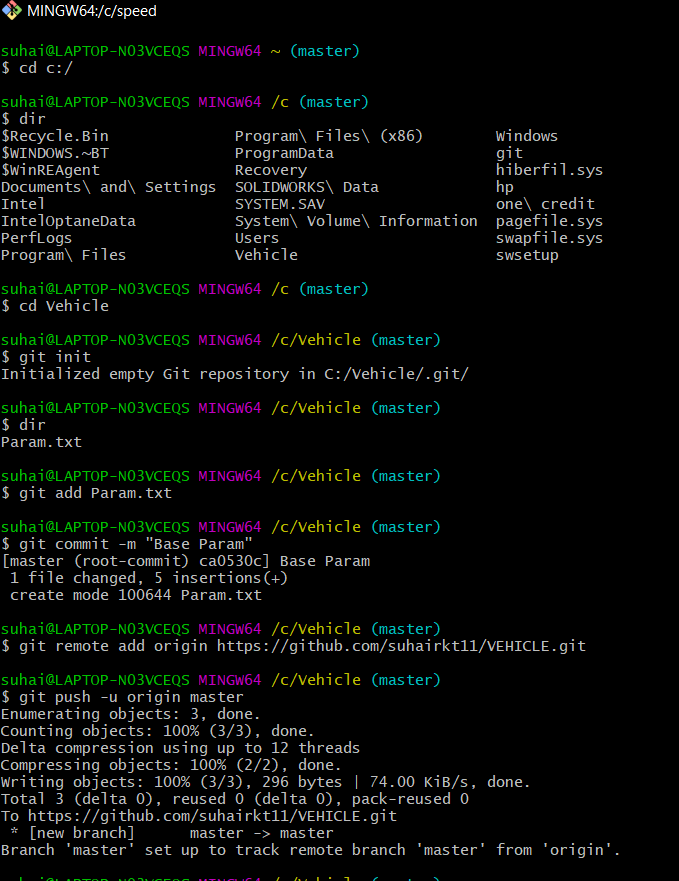 MINGW64:/c/speed
suhai@LAPTOP-NO3VCEQS MINGW64 ~ (master)
$ cd c:/
suhai@LAPTOP-NO3VCEQS MINGW64 /c (master)
$ dir
$Recycle.Bin Program\ Files\ (x86) Windows
$WINDOWS.~BT ProgramData git
$WinREAgent Recovery hiberfil.sys
Documents\ and\ Settings SOLIDWORKS\ Data hp
Intel SYSTEM.SAV one\ credit
IntelOptaneData System\ Volume\ Information pagefile.sys
PerfLogs Users swapfile.sys
Program\ Files Vehicle swsetup
suhai@LAPTOP-NO3VCEQS MINGW64 /c (master)
$ cd Vehicle
suhai@LAPTOP-NO3VCEQS MINGW64 /c/Vehicle (master)
$ git init
Initialized empty Git repository in C:/Vehicle/.git/
suhai@LAPTOP-NO3VCEQS MINGW64 /c/Vehicle (master)
$ dir
Param.txt
suhai@LAPTOP-NO3VCEQS MINGW64 /c/Vehicle (master)
$ git add Param.txt
suhai@LAPTOP-NO3VCEQS MINGW64 /c/Vehicle (master)
$ git commit -m "Base Param"
[master (root-commit) ca0530c] Base Param
1 file changed, 5 insertions(+)
create mode 100644 Param.txt
suhai@LAPTOP-NO3VCEQS MINGW64 /c/Vehicle (master)
$ git remote add origin https://github.com/suhairkt11/VEHICLE.git
suhai@LAPTOP-NO3VCEQS MINGW64 /c/Vehicle (master)
$ git push -u origin master
Enumerating objects: 3, done.
Counting objects: 100% (3/3), done.
Delta compression using up to 12 threads
Compressing objects: 100% (2/2), done.
Writing objects: 100% (3/3), 296 bytes | 74.00 KiB/s, done.
Total 3 (delta 0), reused 0 (delta 0), pack-reused 0
To https://github.com/suhairkt11/VEHICLE.git
* [new branch] master -> master
Branch 'master' set up to track remote branch 'master' from 'origin'.